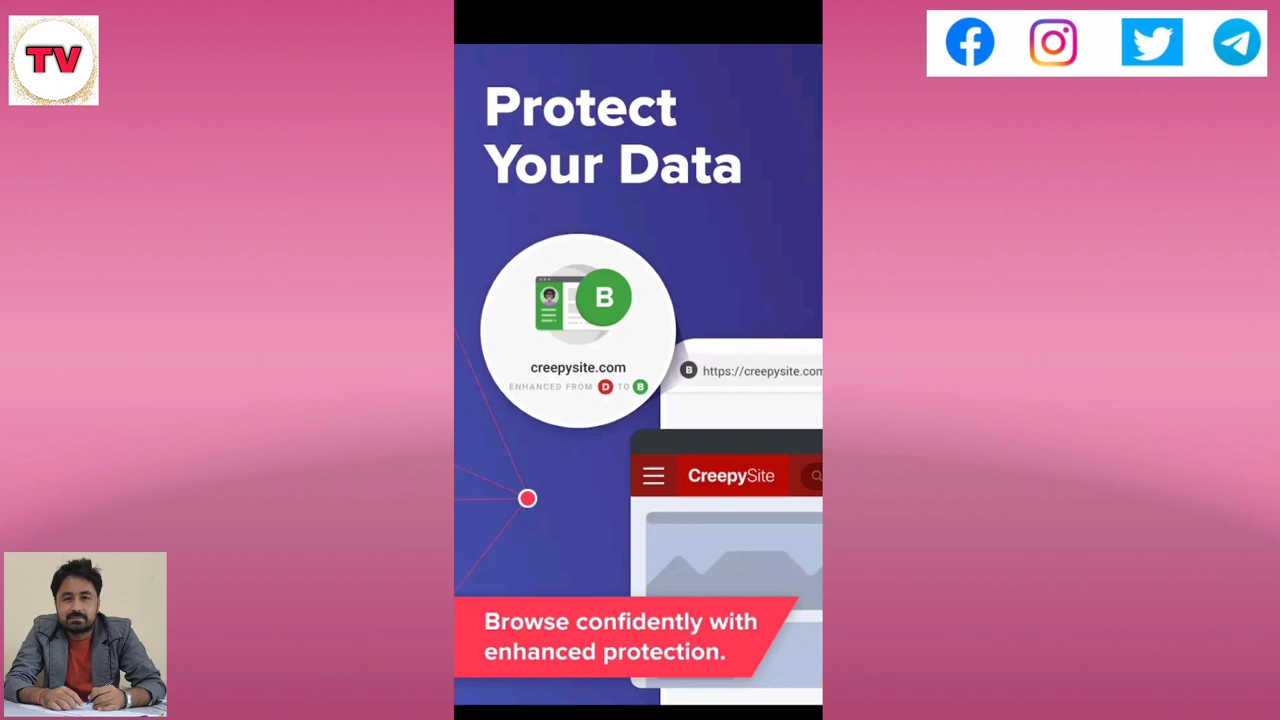 TV
Protect
Your Data
B
creepysite.com
ENHANCED FROM D TO B
B https://creepysite.com
CreepySite
Browse confidently with
enhanced protection.